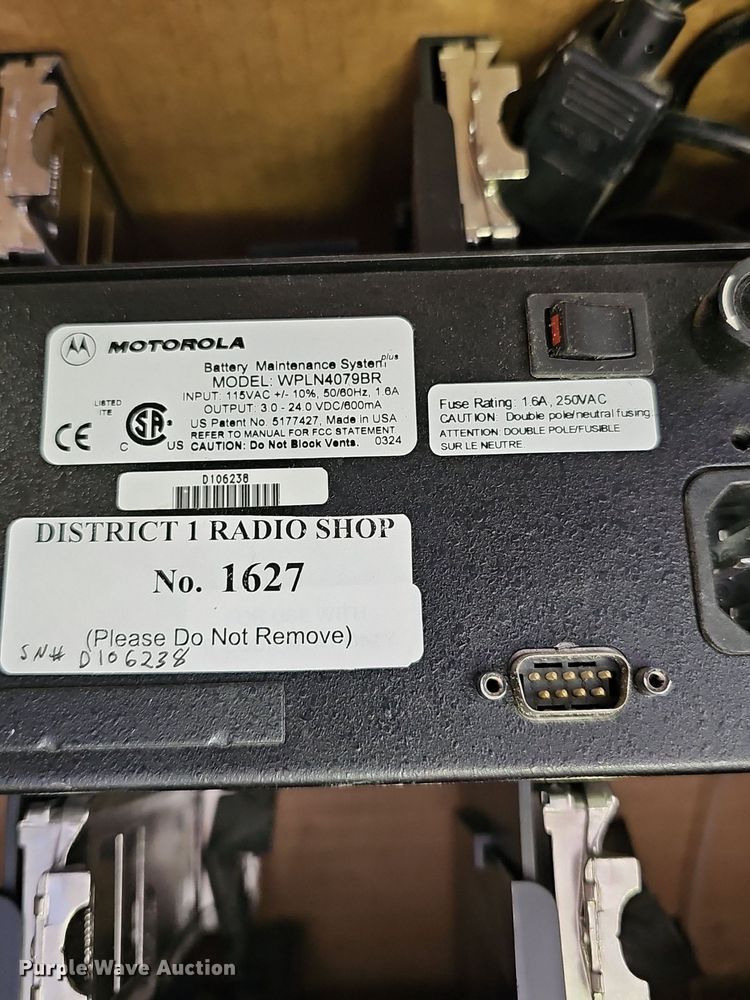 MOTOROLA
Battery Maintenance System plus
MODEL: WPLN4079BR
INPUT: 115VAC +/- 10%, 50/60Hz, 1.6A
OUTPUT: 3.0 - 24.0 VDC/600mA
US Patent No. 5177427, Made in USA
REFER TO MANUAL FOR FCC STATEMENT
CAUTION: Do Not Block Vents. 0324
LISTED
ITE
CE
C SA US
Fuse Rating: 1.6A, 250VAC
CAUTION: Double pole/neutral fusing
ATTENTION: DOUBLE POLE/FUSIBLE
SUR LE NEUTRE.
D106238
DISTRICT 1 RADIO SHOP
No. 1627
(Please Do Not Remove)
SN# D106238
Purple Wave Auction